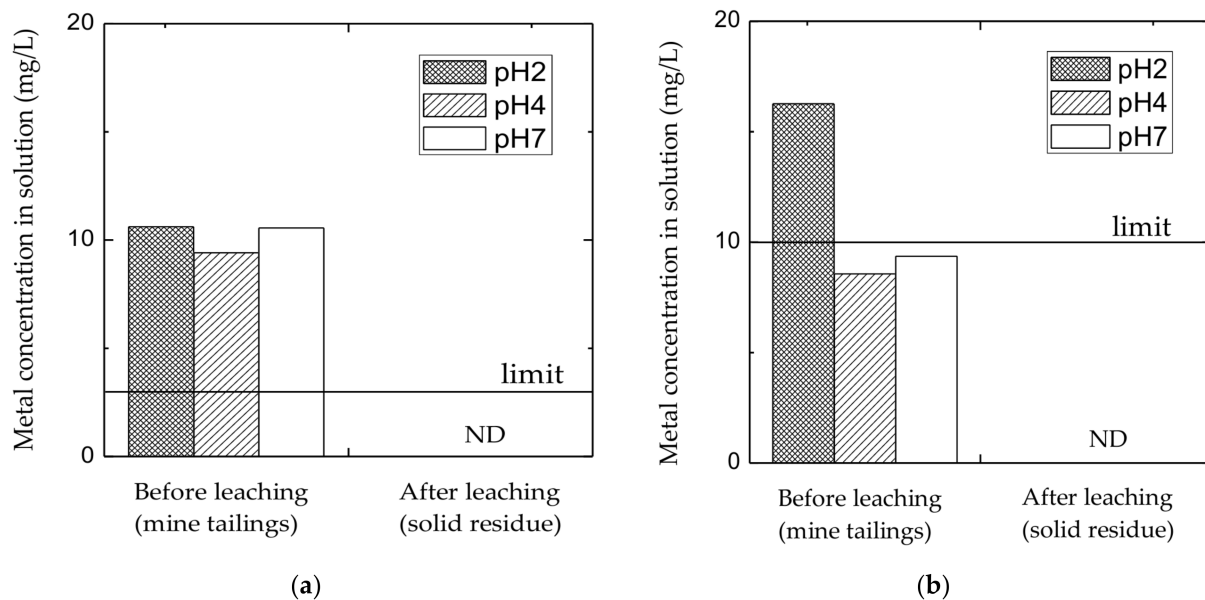 Metal concentration in solution (mg/L)
20
10
0
pH2
pH4
pH7
limit
ND
Before leaching
(mine tailings)
After leaching
(solid residue)
(a)
Metal concentration in solution (mg/L)
20
10
0
pH2
pH4
pH7
limit
ND
Before leaching
(mine tailings)
After leaching
(solid residue)
(b)